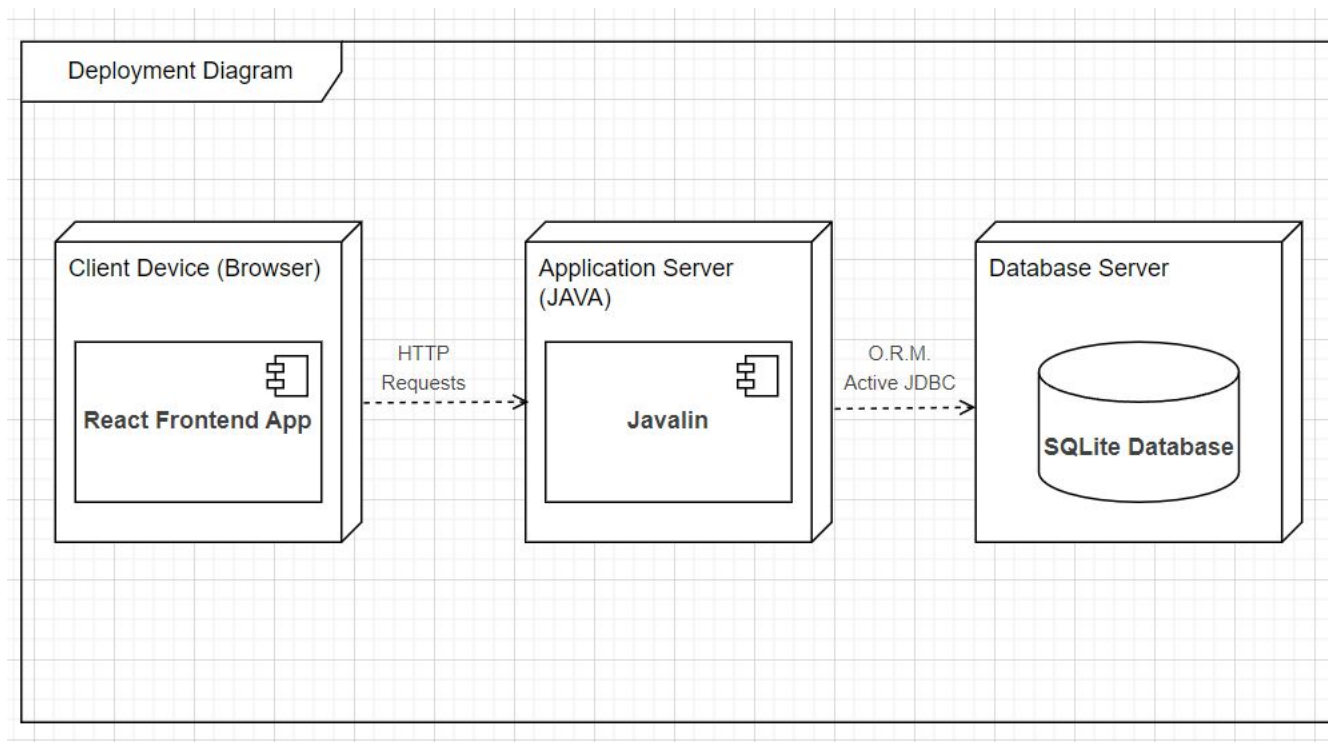 Deployment Diagram
Client Device (Browser)
React Frontend App
HTTP
Requests
Application Server
(JAVA)
Javalin
O.R.M.
Active JDBC
Database Server
SQLite Database